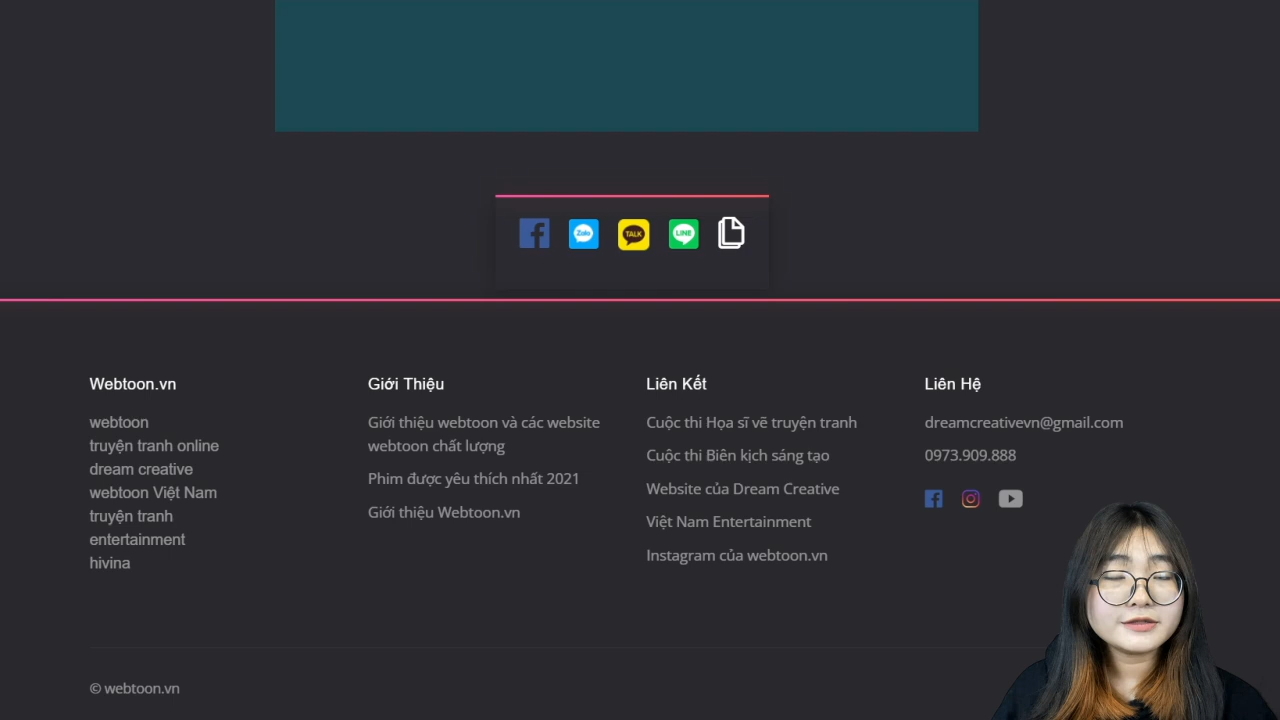 Zalo
TALK
LINE
Webtoon.vn
webtoon
truyện tranh online
dream creative
webtoon Việt Nam
truyện tranh
entertainment
hivina
Giới Thiệu
Giới thiệu webtoon và các website
webtoon chất lượng
Phim được yêu thích nhất 2021
Giới thiệu Webtoon.vn
Liên Kết
Cuộc thi Họa sĩ vẽ truyện tranh
Cuộc thi Biên kịch sáng tạo
Website của Dream Creative
Việt Nam Entertainment
Instagram của webtoon.vn
Liên Hệ
dreamcreativevn@gmail.com
0973.909.888
© webtoon.vn